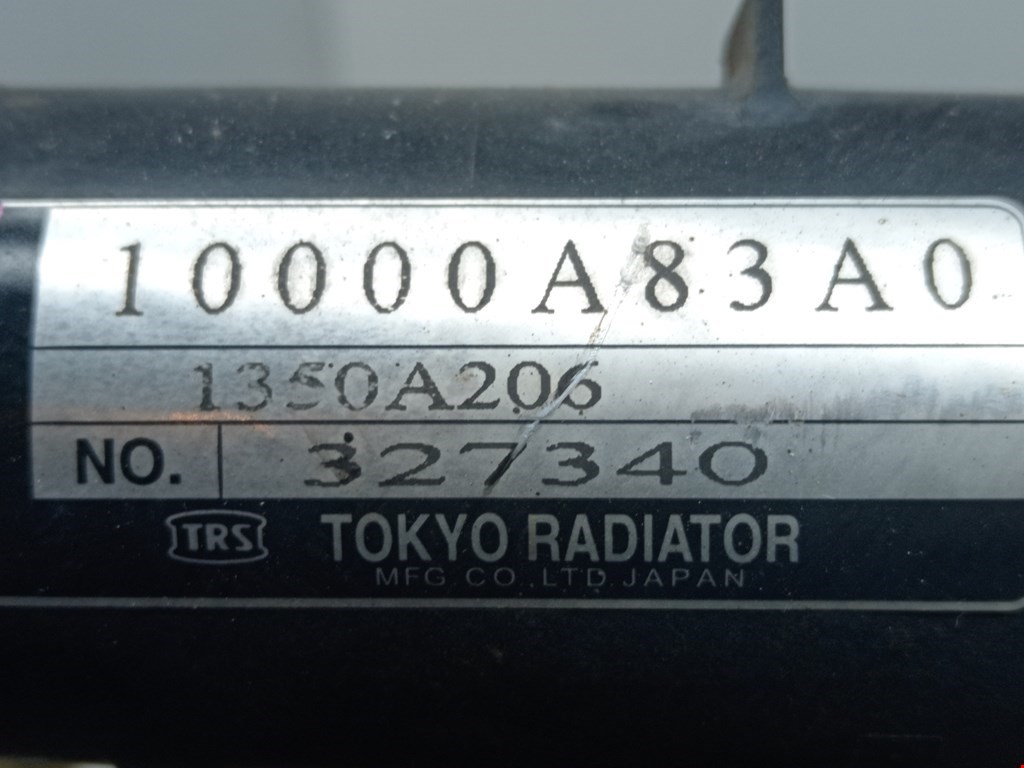 10000A83A0
1350A206
NO. 327340
TRS TOKYO RADIATOR
MFG CO.,LTD JAPAN